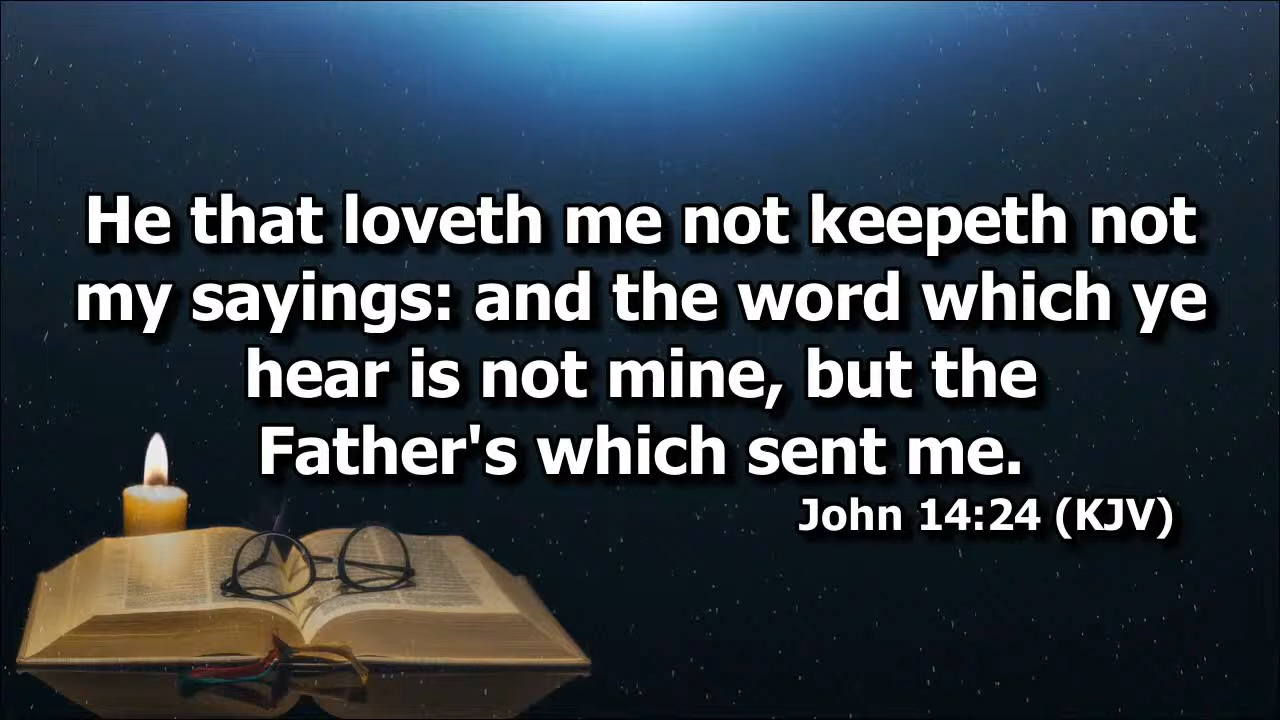 He that loveth me not keepeth not
my sayings: and the word which ye
hear is not mine, but the
Father's which sent me.
John 14:24 (KJV)